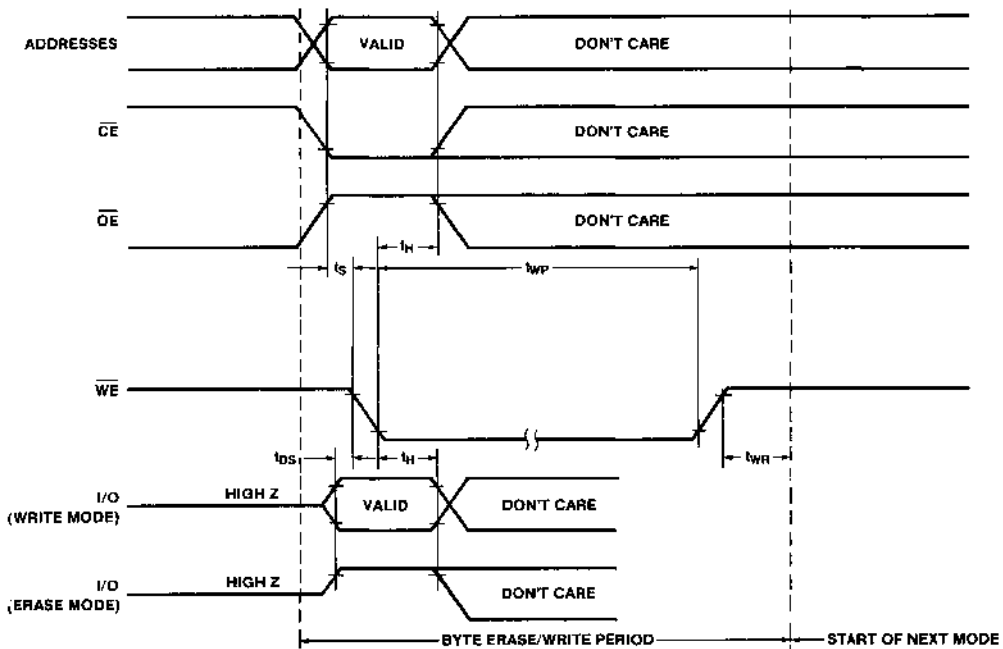 ADDRESSES
VALID
DON'T CARE
CE
DON'T CARE
OE
DON'T CARE
tS
tH
tWP
WE
tDS
tH
tWR
I/O
(WRITE MODE)
HIGH Z
VALID
DON'T CARE
I/O
(ERASE MODE)
HIGH Z
DON'T CARE
BYTE ERASE/WRITE PERIOD
START OF NEXT MODE